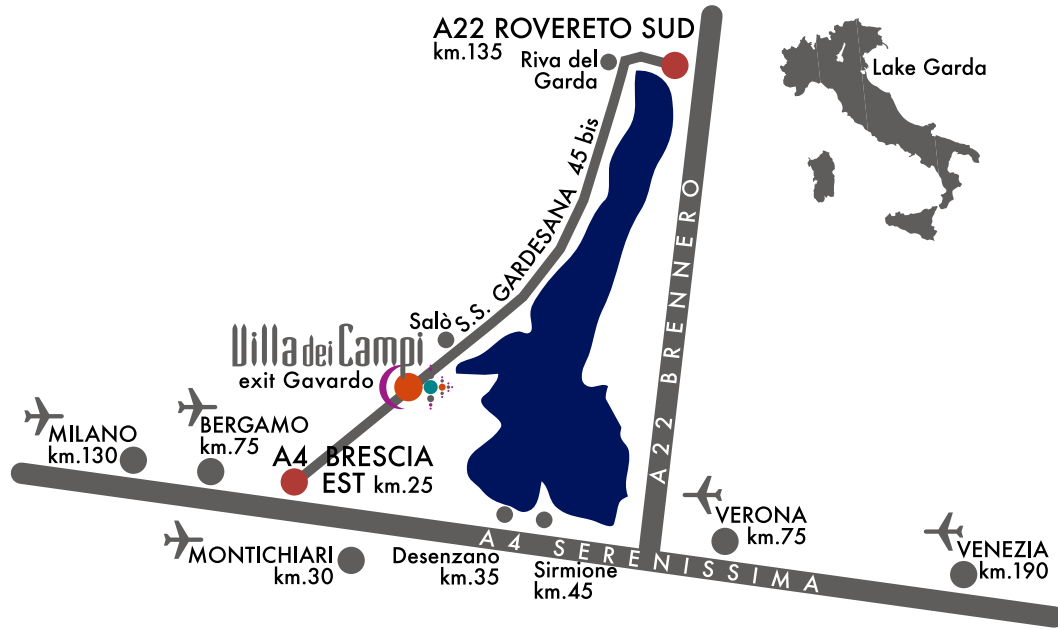 A22 ROVERETO SUD
km.135
Riva del
Garda
Lake Garda
S.S. GARDESANA 45 bis
A22 BRENNERO
Salò
Villa dei Campi
exit Gavardo
MILANO
km.130
BERGAMO
km.75
A4 BRESCIA
EST km.25
MONTICHIARI
km.30
Desenzano
km.35
Sirmione
km.45
A4 SERENISSIMA
VERONA
km.75
VENEZIA
km.190